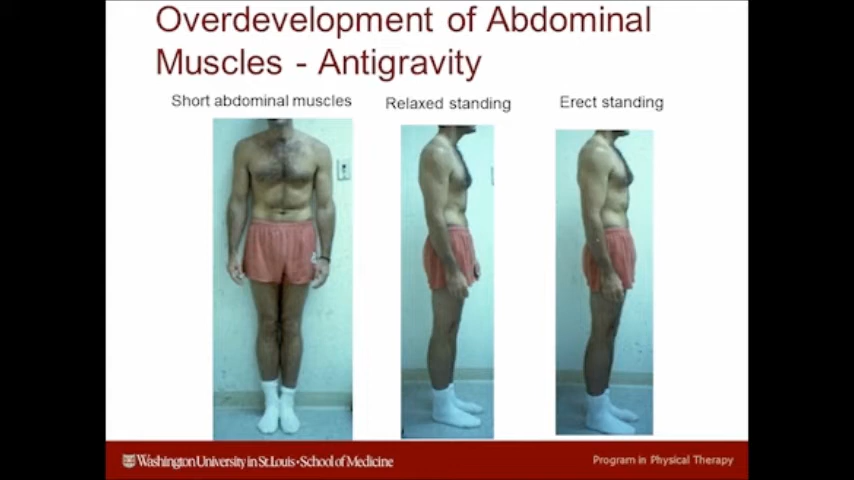 Overdevelopment of Abdominal
Muscles - Antigravity
Short abdominal muscles
Relaxed standing
Erect standing
Washington University in St. Louis • School of Medicine
Program in Physical Therapy